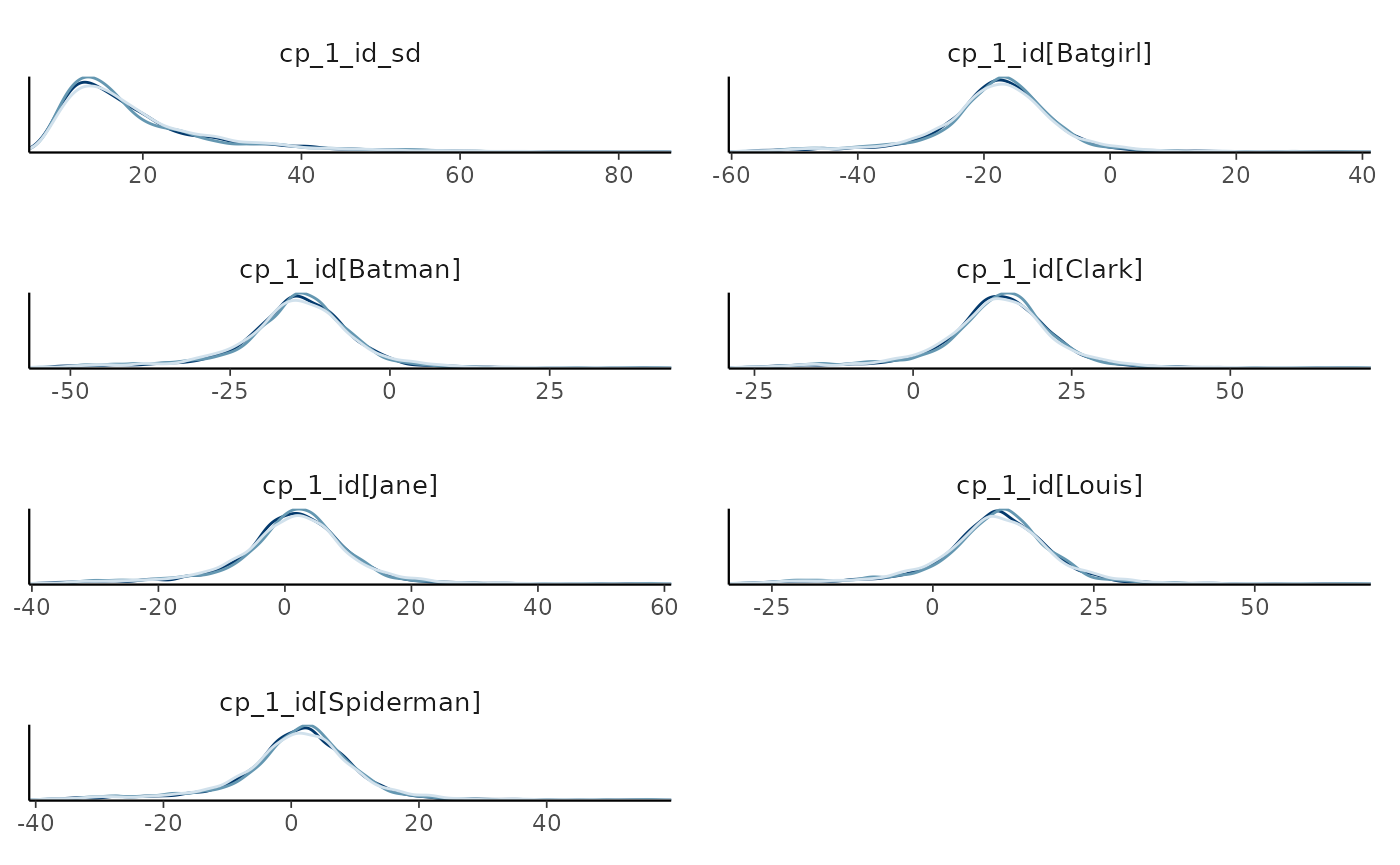 cp_1_id_sd
20 40 60 80
cp_1_id[Batgirl]
-60 -40 -20 0 20 40
cp_1_id[Batman]
-50 -25 0 25
cp_1_id[Clark]
-25 0 25 50
cp_1_id[Jane]
-40 -20 0 20 40 60
cp_1_id[Louis]
-25 0 25 50
cp_1_id[Spiderman]
-40 -20 0 20 40